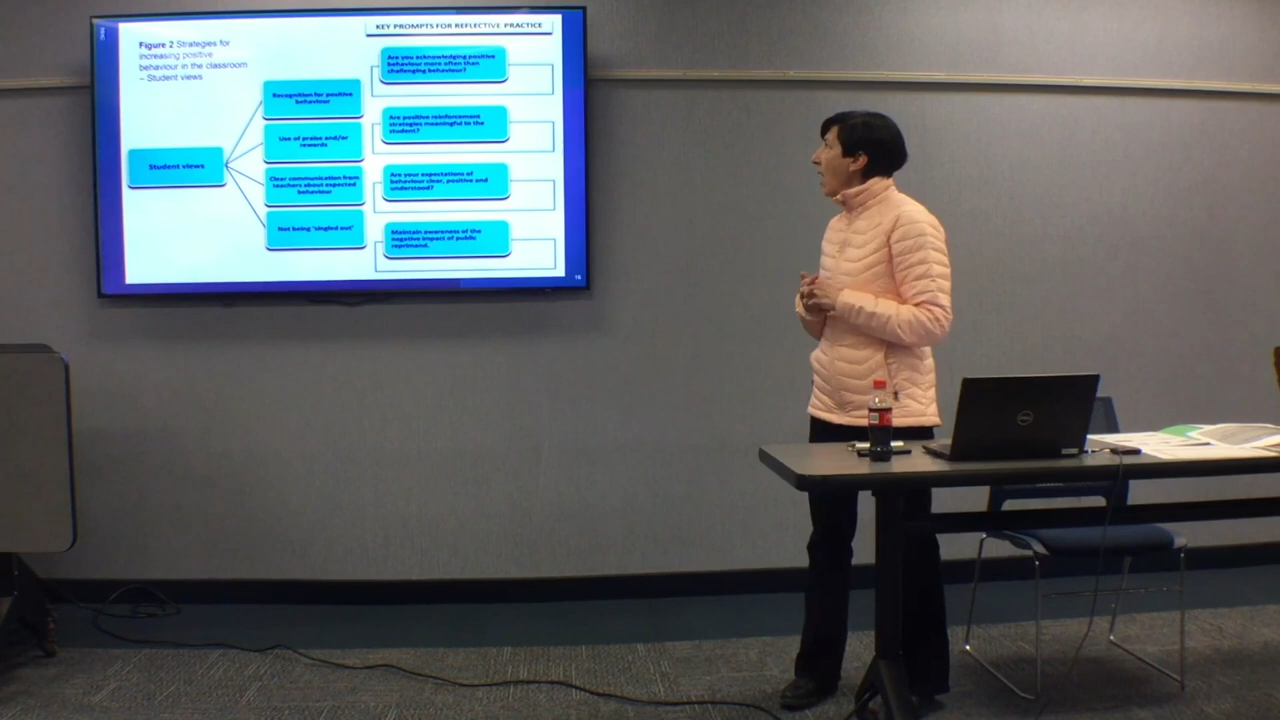 Figure 2 Strategies for
increasing positive
behaviour in the classroom
– Student views
KEY PROMPTS FOR REFLECTIVE PRACTICE
Student views
Recognition for positive
behaviour
Use of praise and/or
rewards
Clear communication from
teachers about expected
behaviour
Not being 'singled out'
Are you acknowledging positive
behaviour more often than
challenging behaviour?
Are positive reinforcement
strategies meaningful to the
student?
Are your expectations of
behaviour clear, positive and
understood?
Maintain awareness of the
negative impact of public
reprimand.
16
DELL